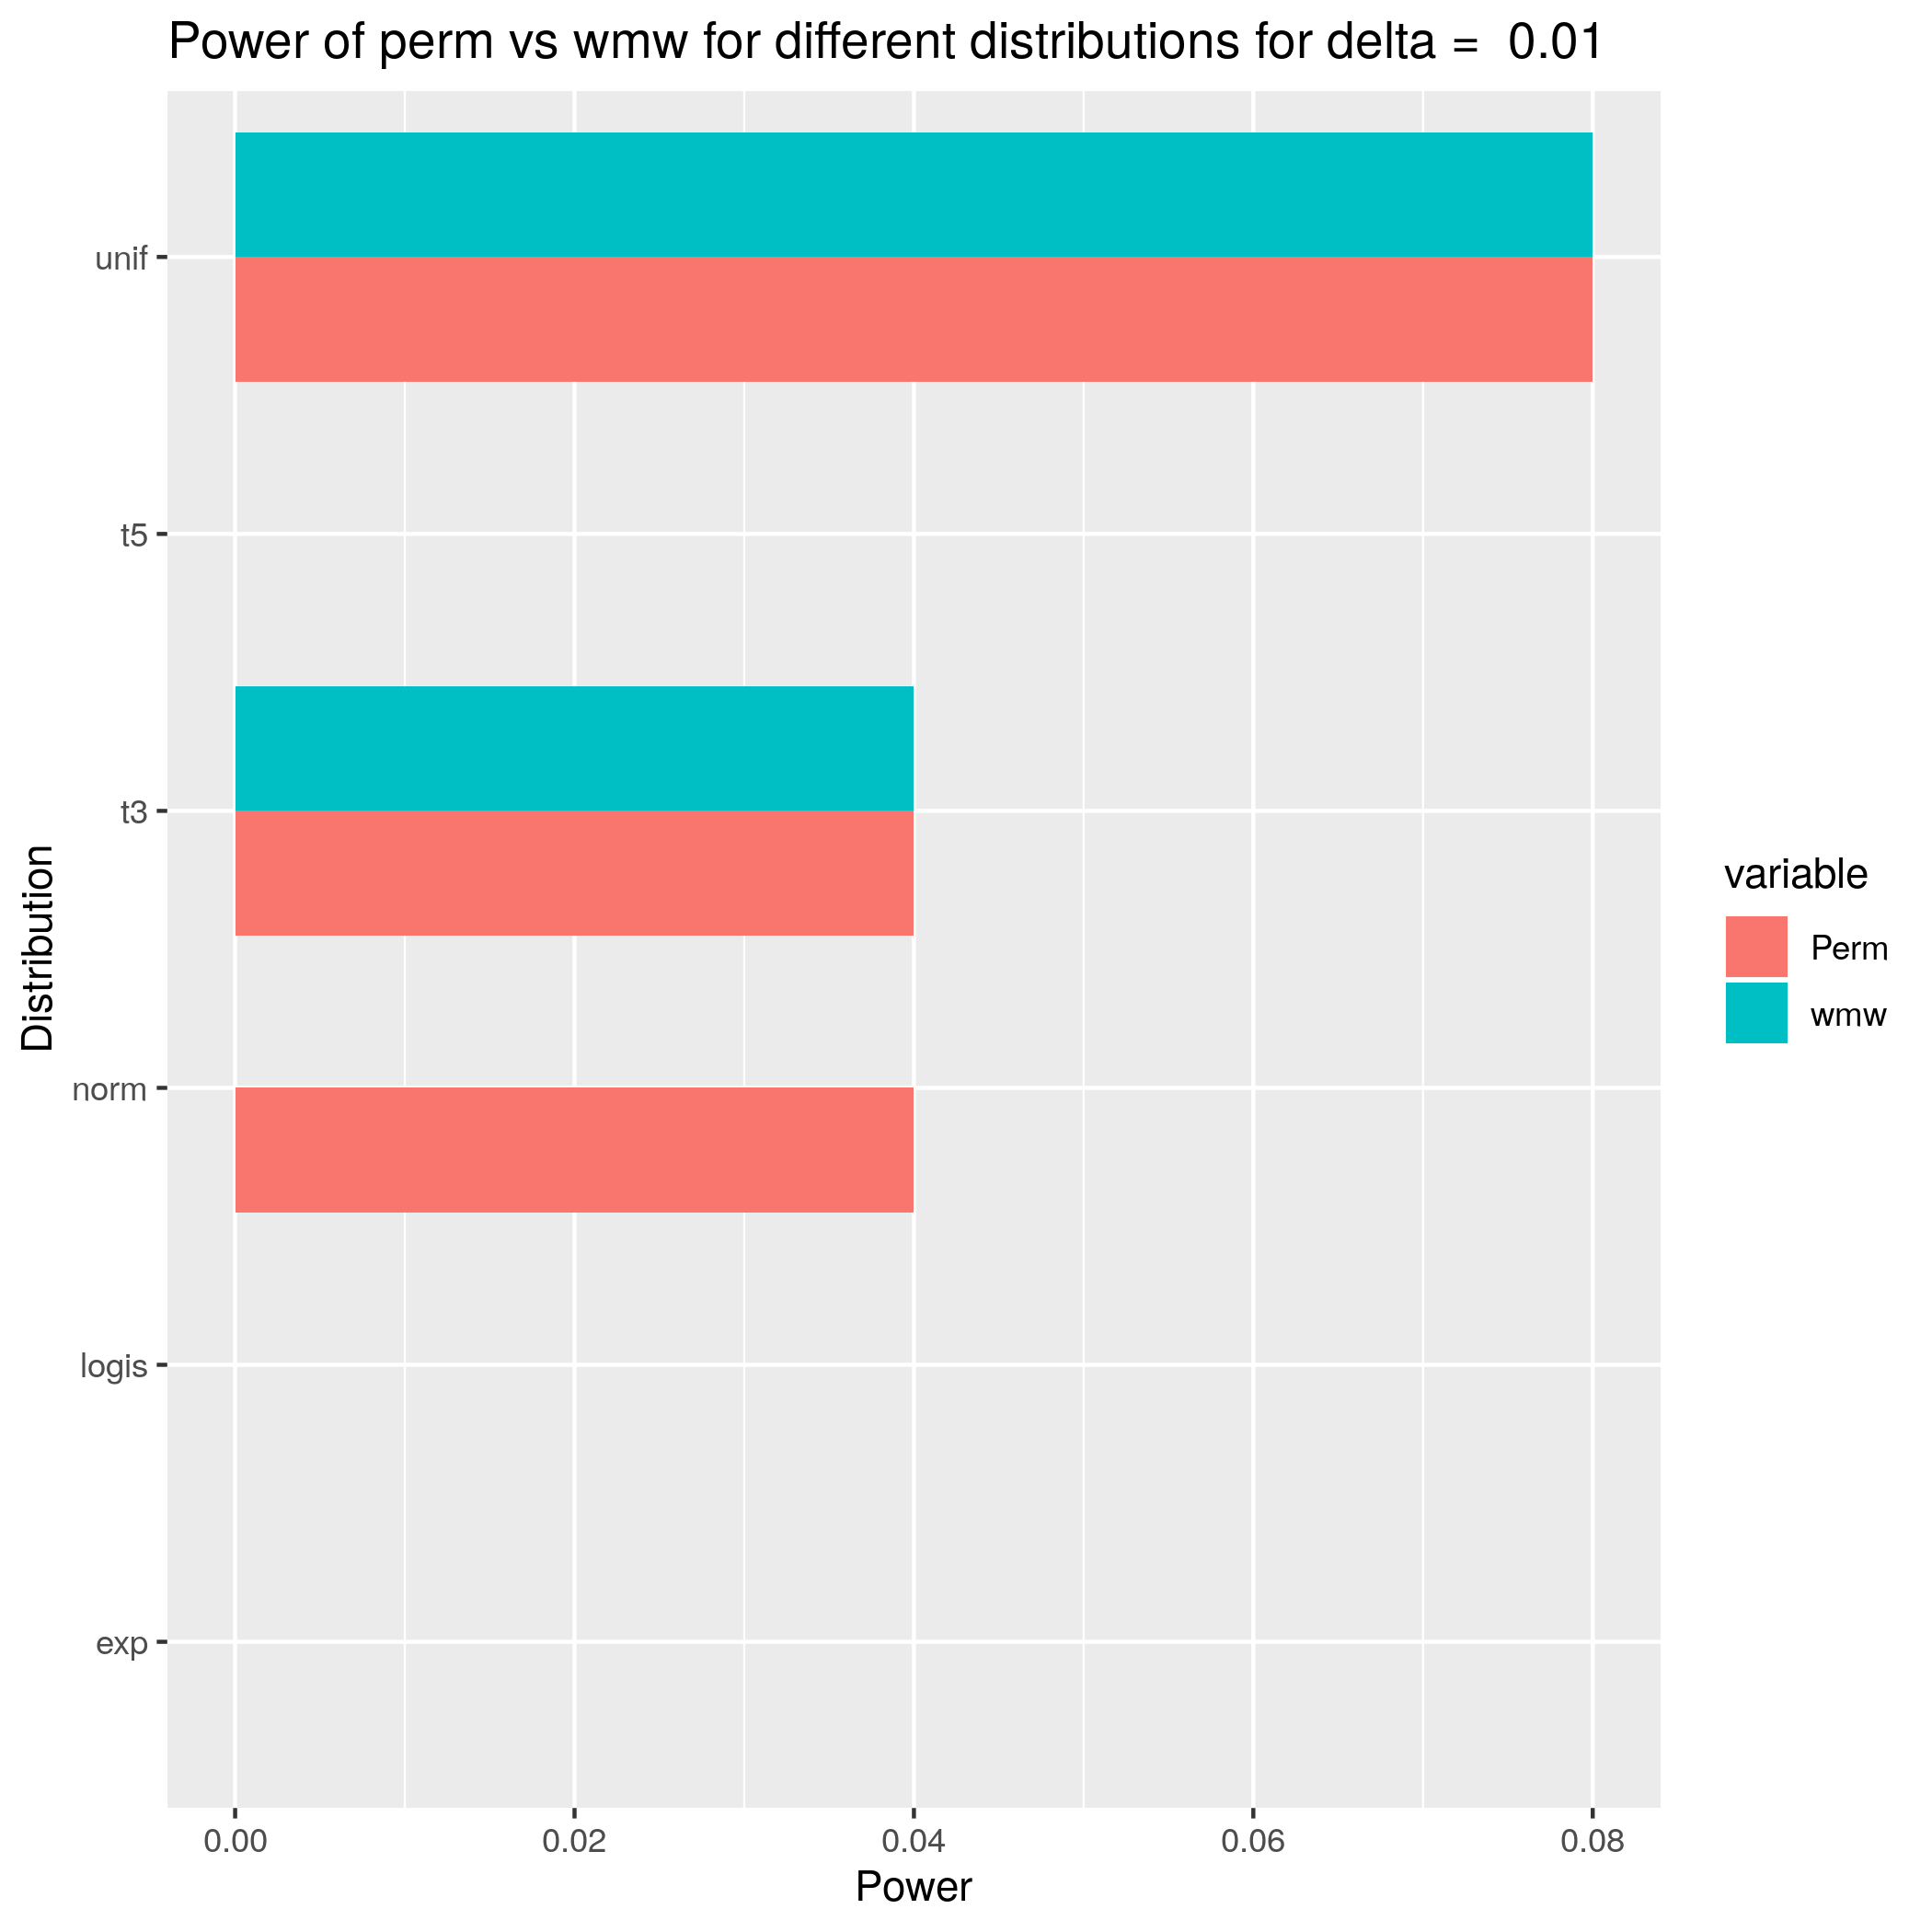 Power of perm vs wmw for different distributions for delta =  0.01
Distribution
unif
t5
t3
norm
logis
exp
0.00 0.02 0.04 0.06 0.08
Power
variable
Perm
wmw